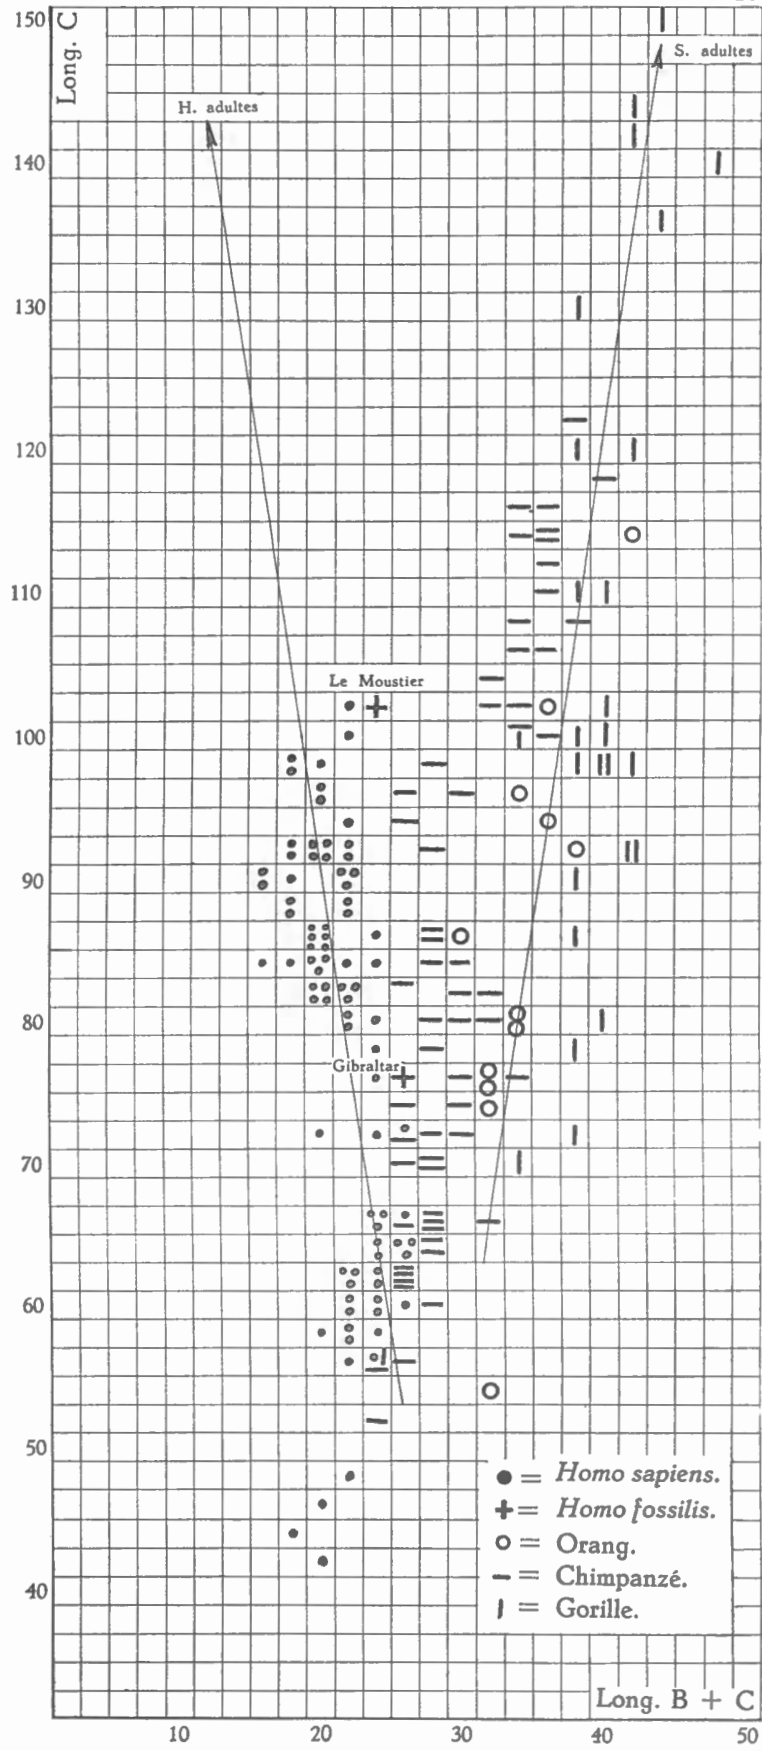 150
Long. C
S. adultes
H. adultes
140
130
120
110
Le Moustier
100
90
80
Gibraltar
70
60
50
● = Homo sapiens.
+ = Homo fossilis.
○ = Orang.
– = Chimpanzé.
| = Gorille.
40
Long. B + C
10 20 30 40 50